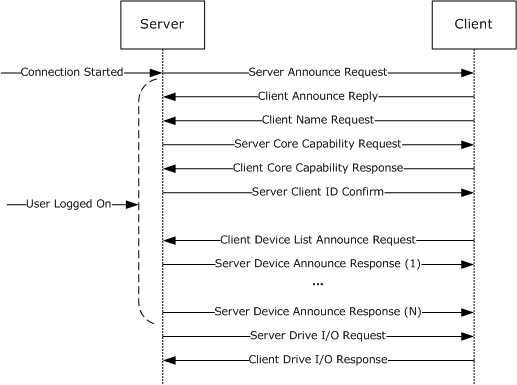 Server
Client
Connection Started
Server Announce Request
Client Announce Reply
Client Name Request
Server Core Capability Request
Client Core Capability Response
Server Client ID Confirm
User Logged On
Client Device List Announce Request
Server Device Announce Response (1)
...
Server Device Announce Response (N)
Server Drive I/O Request
Client Drive I/O Response